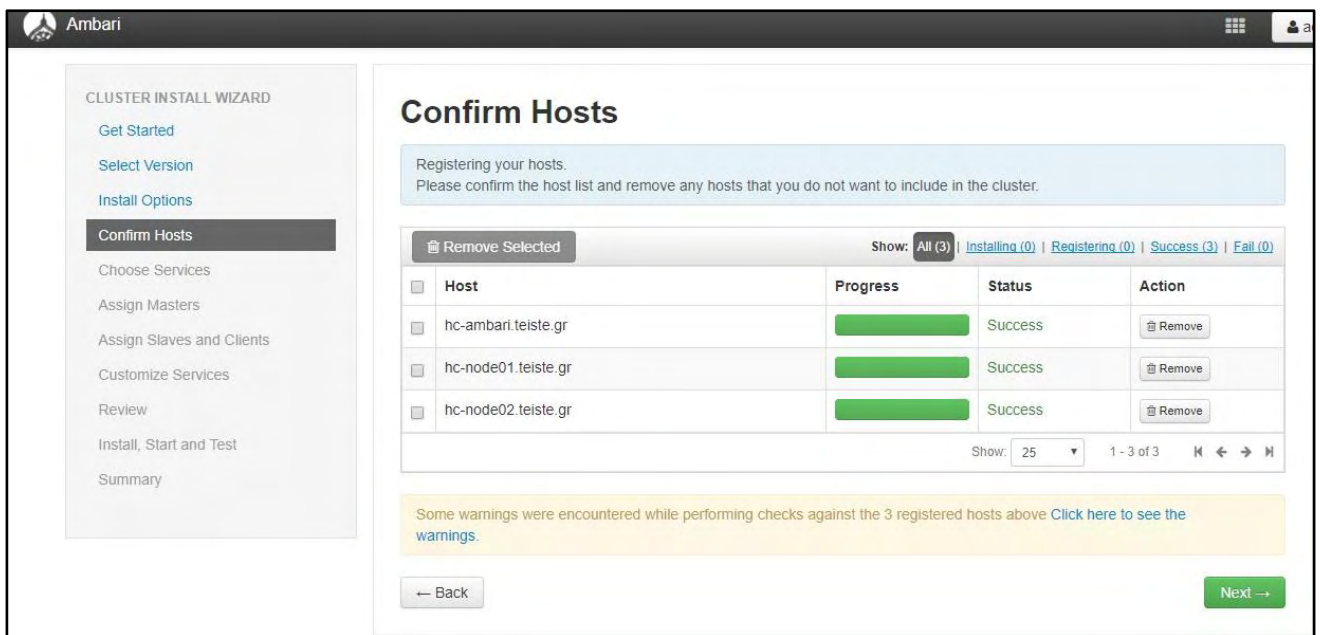 Ambari
CLUSTER INSTALL WIZARD
Get Started
Select Version
Install Options
Confirm Hosts
Choose Services
Assign Masters
Assign Slaves and Clients
Customize Services
Review
Install, Start and Test
Summary
Confirm Hosts
Registering your hosts.
Please confirm the host list and remove any hosts that you do not want to include in the cluster.
Remove Selected Show: All (3) | Installing (0) | Registering (0) | Success (3) | Fail (0)
Host Progress Status Action
hc-ambari.teiste.gr Success Remove
hc-node01.teiste.gr Success Remove
hc-node02.teiste.gr Success Remove
Show: 25 1 - 3 of 3
Some warnings were encountered while performing checks against the 3 registered hosts above Click here to see the
warnings.
← Back Next →